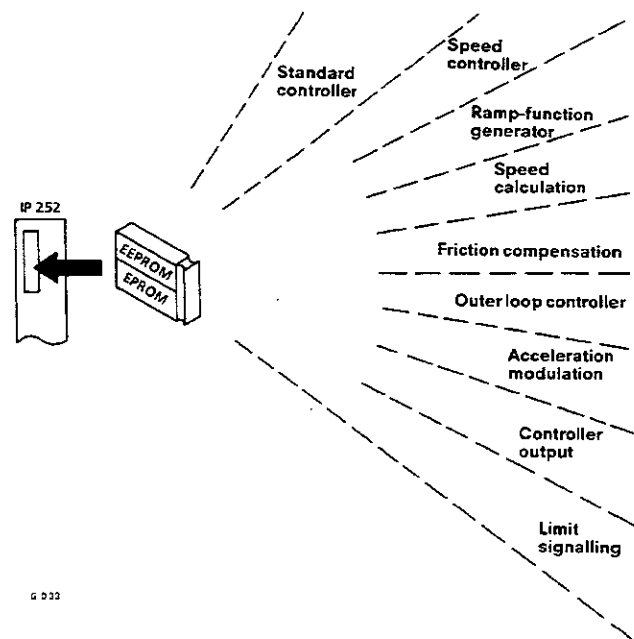 Standard
controller
Speed
controller
Ramp-function
generator
Speed
calculation
IP 252
EEPROM
EPROM
Friction compensation
Outer loop controller
Acceleration
modulation
Controller
output
Limit
signalling